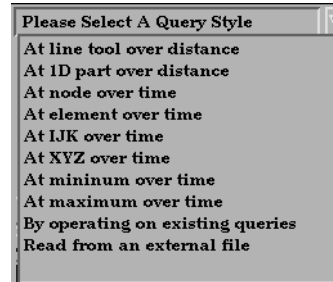 Please Select A Query Style
At line tool over distance
At 1D part over distance
At node over time
At element over time
At IJK over time
At XYZ over time
At mininum over time
At maximum over time
By operating on existing queries
Read from an external file